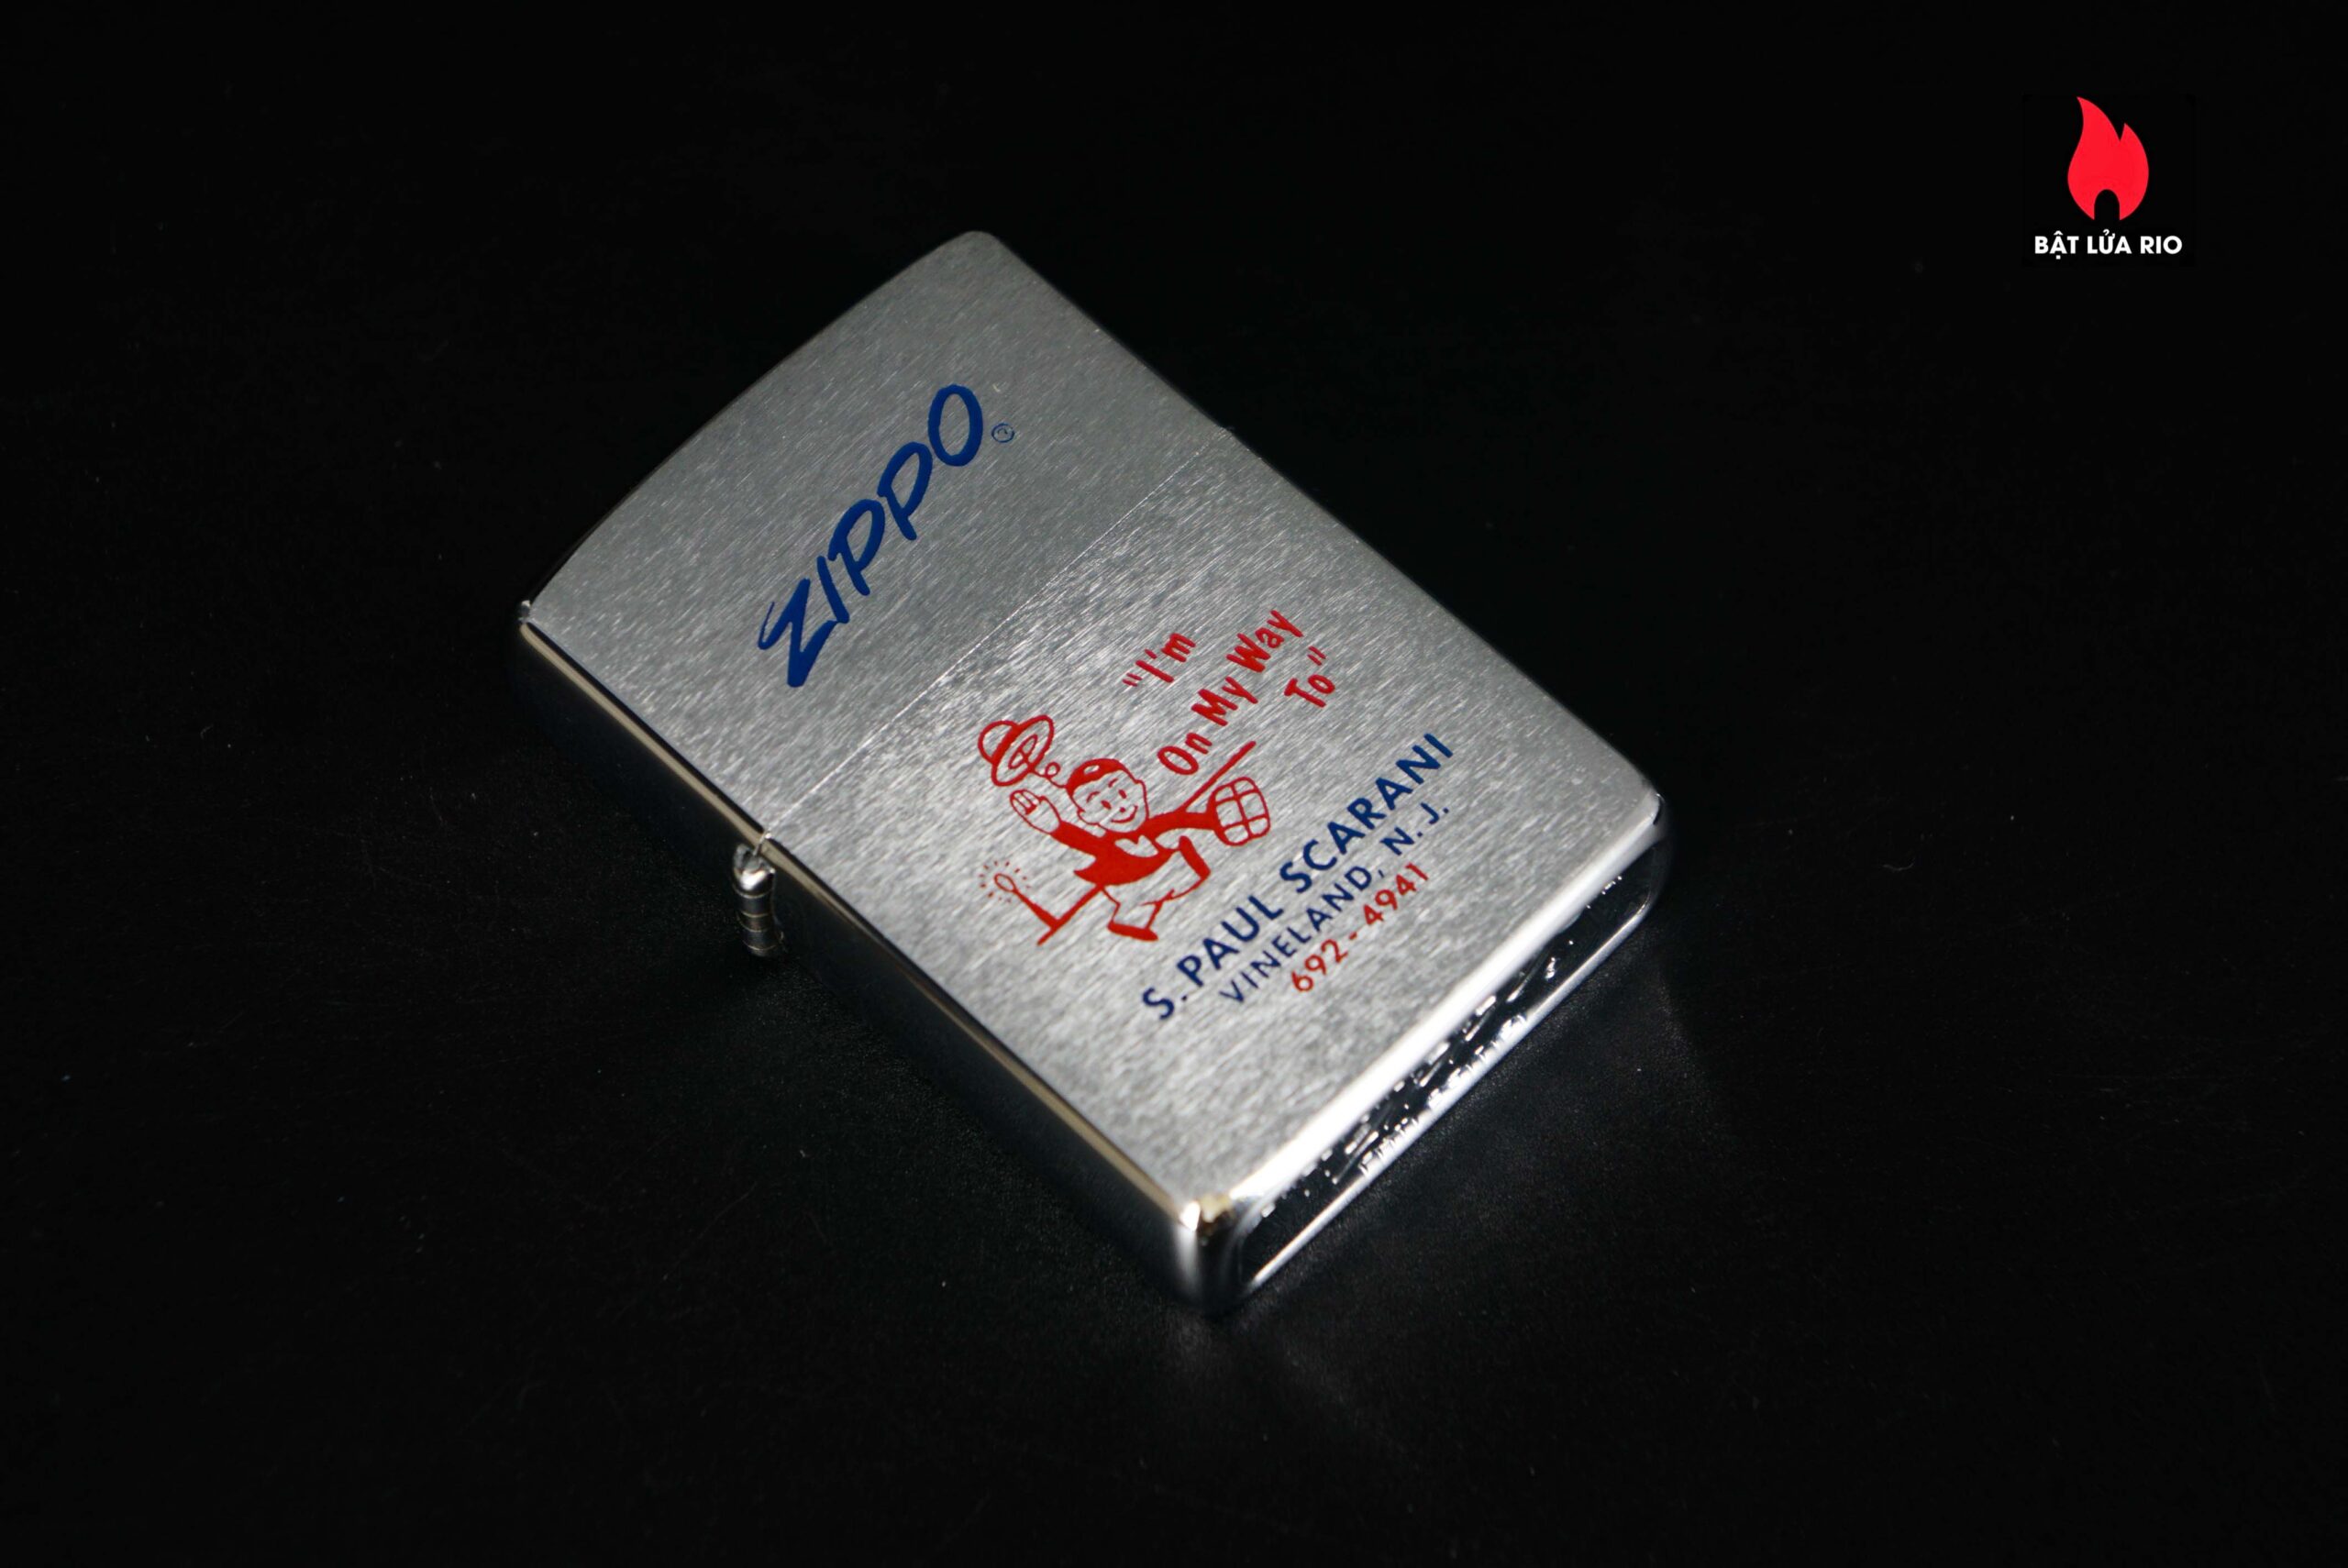 BẬT LỬA RIO
ZIPPO®
"I'm
On My Way
To"
S. PAUL SCARANI
VINELAND, N. J.
692-4941